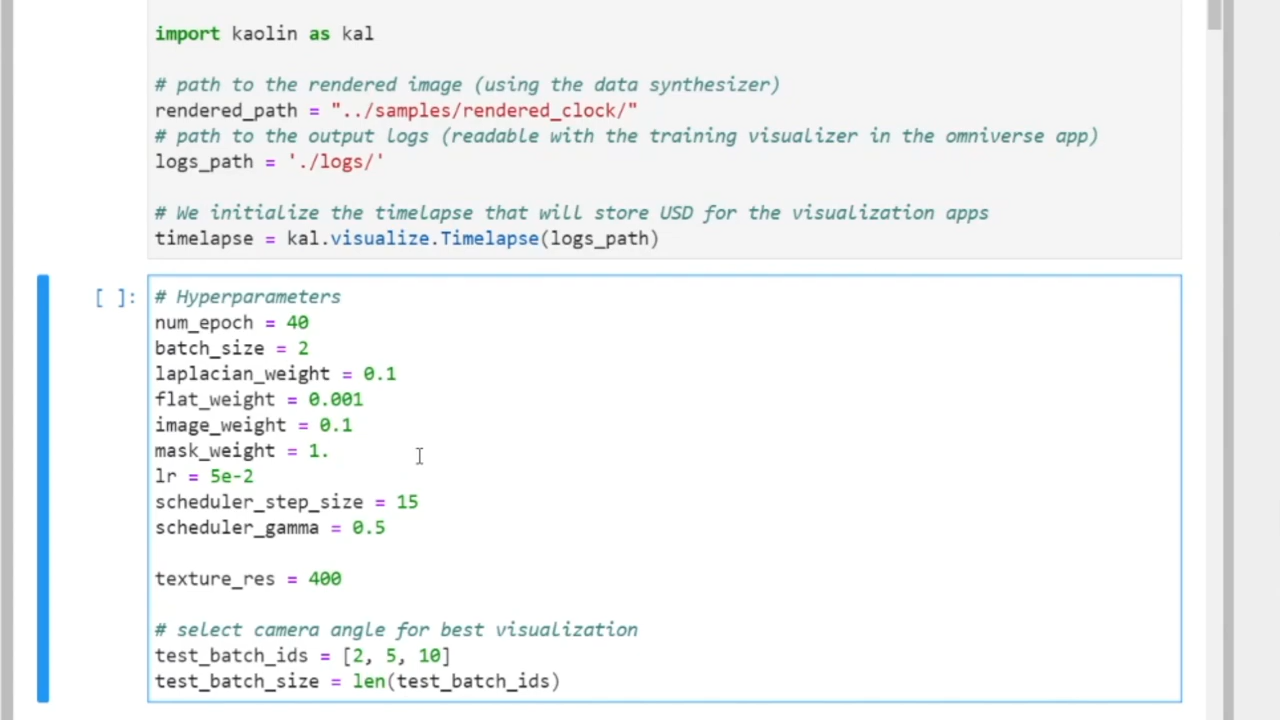 import kaolin as kal
# path to the rendered image (using the data synthesizer)
rendered_path = "../samples/rendered_clock/"
# path to the output logs (readable with the training visualizer in the omniverse app)
logs_path = './logs/'
# We initialize the timelapse that will store USD for the visualization apps
timelapse = kal.visualize.Timelapse(logs_path)
[ ]: # Hyperparameters
num_epoch = 40
batch_size = 2
laplacian_weight = 0.1
flat_weight = 0.001
image_weight = 0.1
mask_weight = 1.
lr = 5e-2
scheduler_step_size = 15
scheduler_gamma = 0.5
texture_res = 400
# select camera angle for best visualization
test_batch_ids = [2, 5, 10]
test_batch_size = len(test_batch_ids)